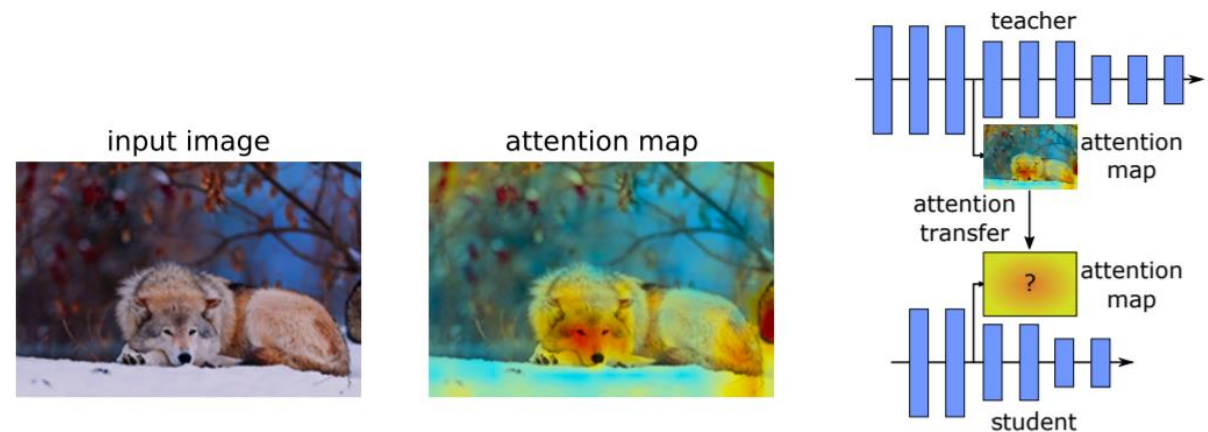 input image
attention map
teacher
attention
map
attention
transfer
?
attention
map
student